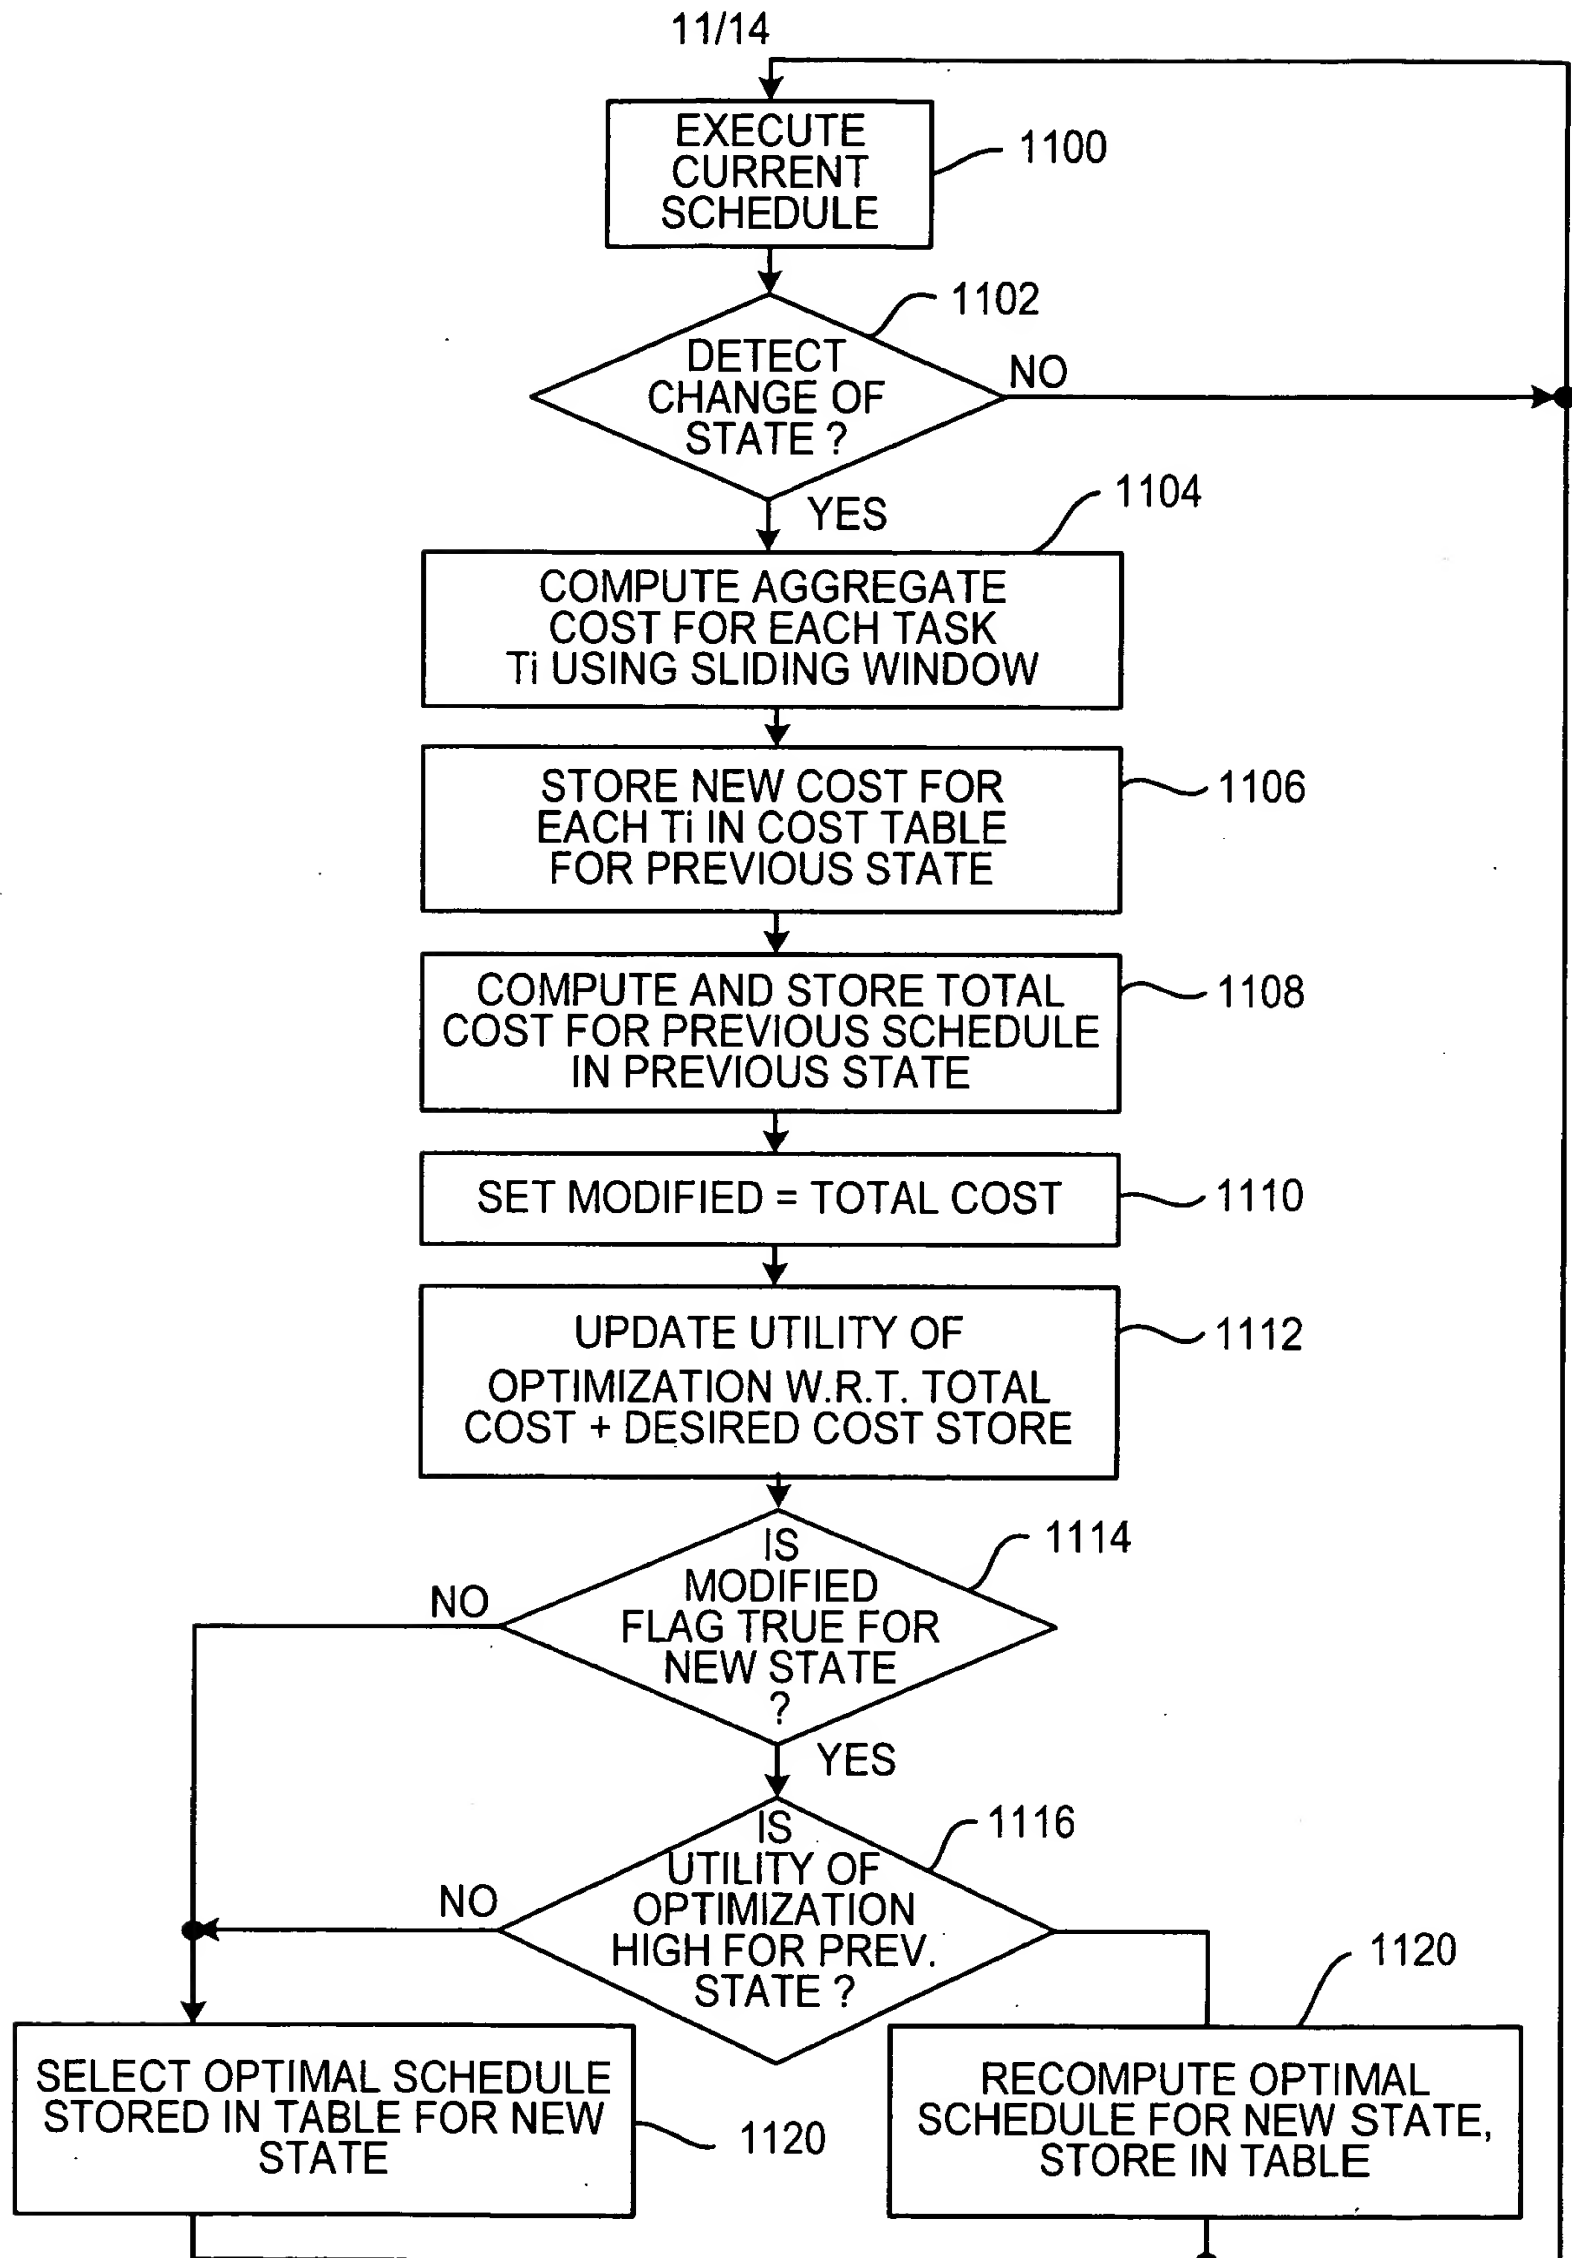 11/14
EXECUTE
CURRENT
SCHEDULE
1100
1102
DETECT
CHANGE OF
STATE ?
NO
YES
1104
COMPUTE AGGREGATE
COST FOR EACH TASK
Ti USING SLIDING WINDOW
STORE NEW COST FOR
EACH Ti IN COST TABLE
FOR PREVIOUS STATE
1106
COMPUTE AND STORE TOTAL
COST FOR PREVIOUS SCHEDULE
IN PREVIOUS STATE
1108
SET MODIFIED = TOTAL COST
1110
UPDATE UTILITY OF
OPTIMIZATION W.R.T. TOTAL
COST + DESIRED COST STORE
1112
IS
MODIFIED
FLAG TRUE FOR
NEW STATE
?
1114
NO
YES
IS
UTILITY OF
OPTIMIZATION
HIGH FOR PREV.
STATE ?
1116
NO
1120
SELECT OPTIMAL SCHEDULE
STORED IN TABLE FOR NEW
STATE
1120
RECOMPUTE OPTIMAL
SCHEDULE FOR NEW STATE,
STORE IN TABLE